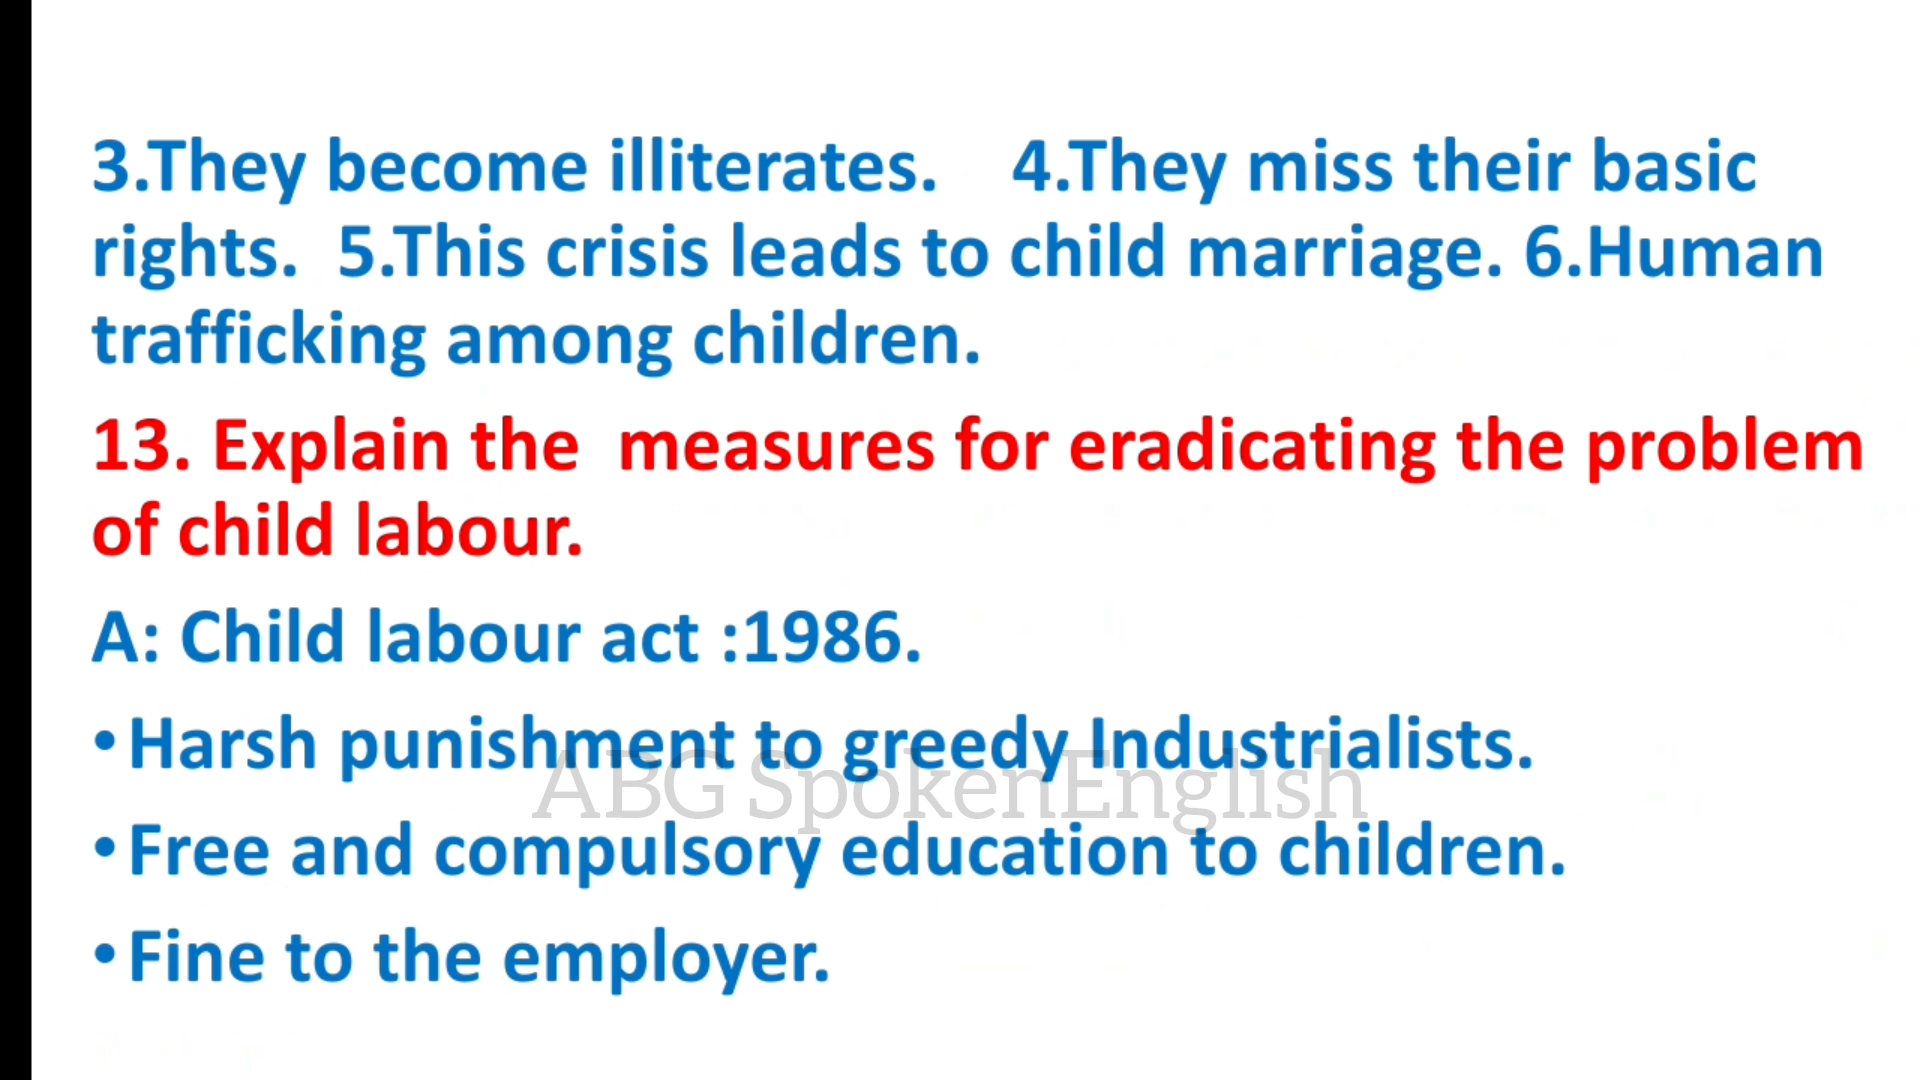 3.They become illiterates.    4.They miss their basic
rights.  5.This crisis leads to child marriage. 6.Human
trafficking among children.
13. Explain the  measures for eradicating the problem
of child labour.
A: Child labour act :1986.
•Harsh punishment to greedy Industrialists.
ABG SpokenEnglish
•Free and compulsory education to children.
•Fine to the employer.